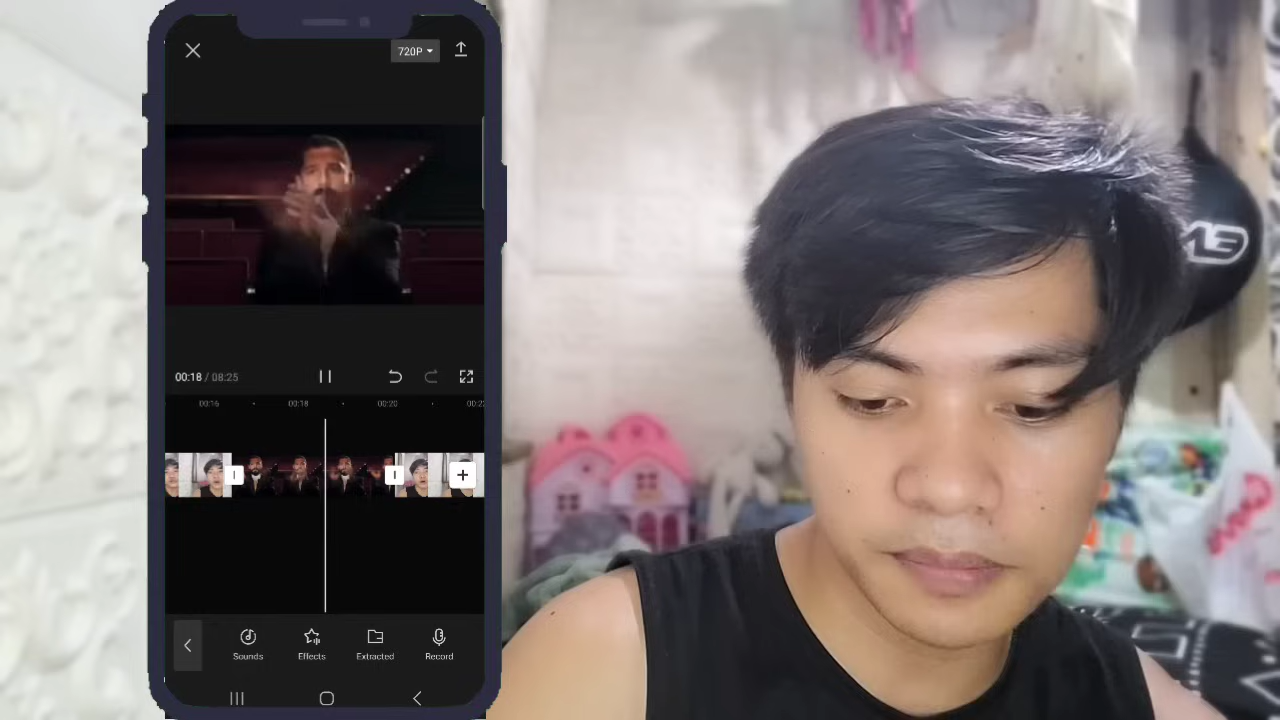 720P
00:18 / 08:25
00:16
00:18
00:20
Sounds
Effects
Extracted
Record